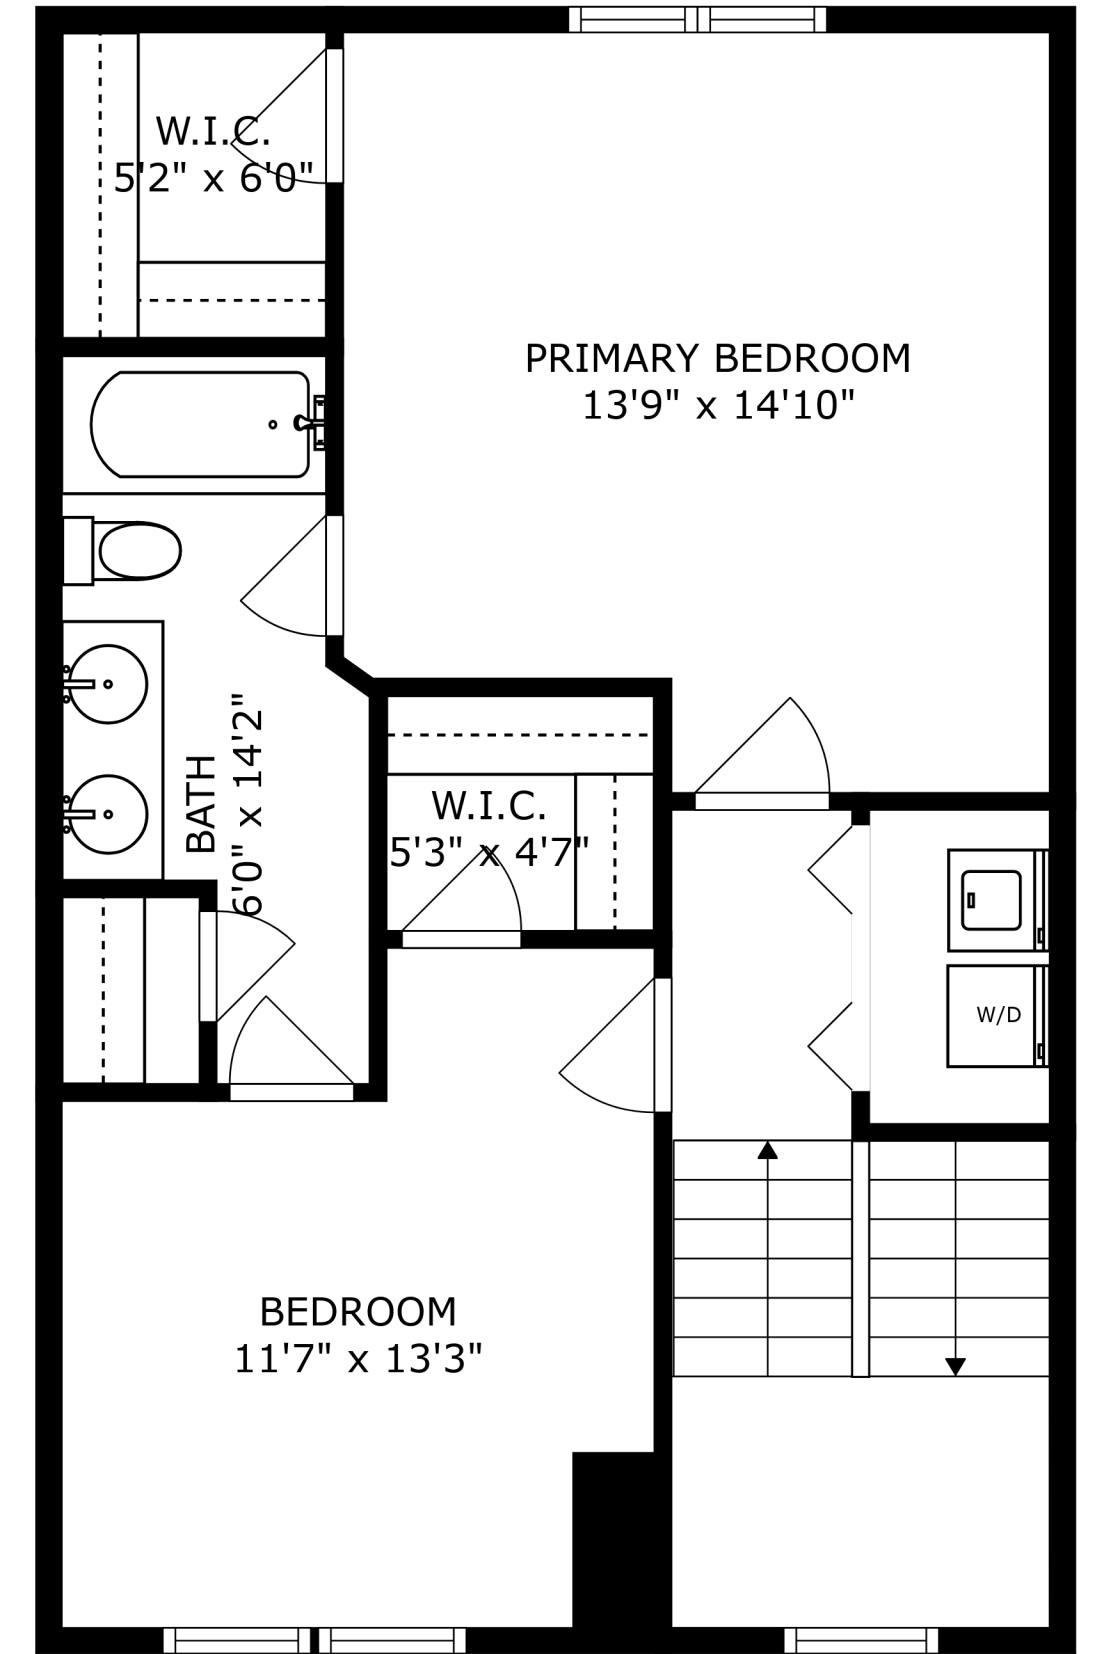 W.I.C.
5'2" x 6'0"
PRIMARY BEDROOM
13'9" x 14'10"
BATH
6'0" x 14'2"
W.I.C.
5'3" x 4'7"
W/D
BEDROOM
11'7" x 13'3"